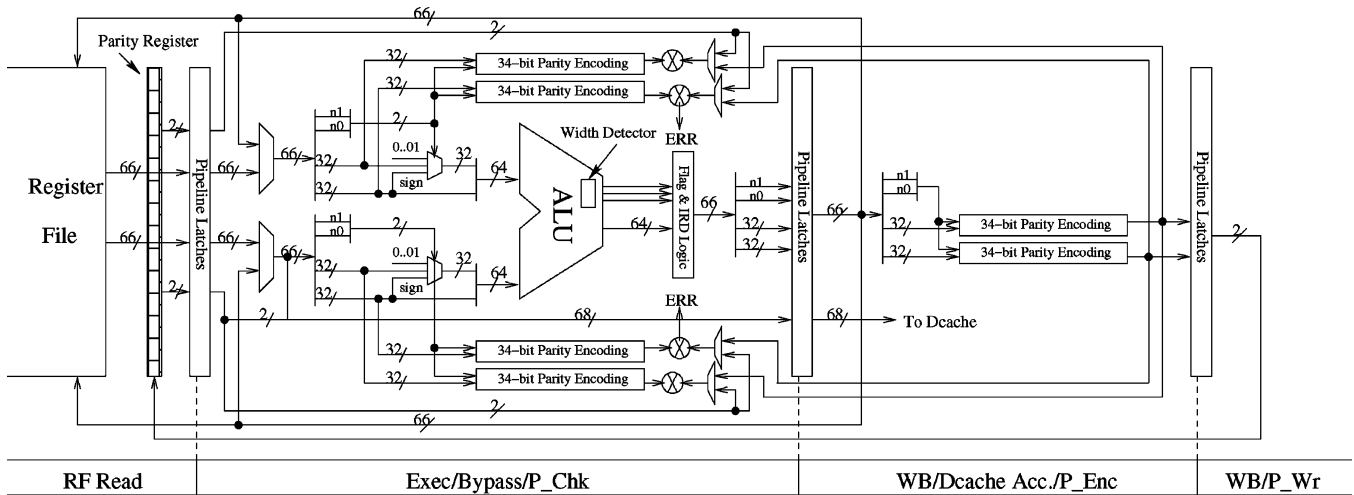 66
2
Parity Register
32
34-bit Parity Encoding
32
34-bit Parity Encoding
n1
n0
2
ERR
Width Detector
2
Pipeline Latches
66
66
66
32
0..01
32
32
sign
64
Register
File
ALU
64
Flag & IRD Logic
66
n1
n0
32
32
Pipeline Latches
66
n1
n0
32
32
34-bit Parity Encoding
34-bit Parity Encoding
Pipeline Latches
2
66
66
66
n1
n0
2
32
0..01
32
32
sign
64
2
2
ERR
68
68
To Dcache
32
34-bit Parity Encoding
32
34-bit Parity Encoding
2
66
RF Read
Exec/Bypass/P_Chk
WB/Dcache Acc./P_Enc
WB/P_Wr